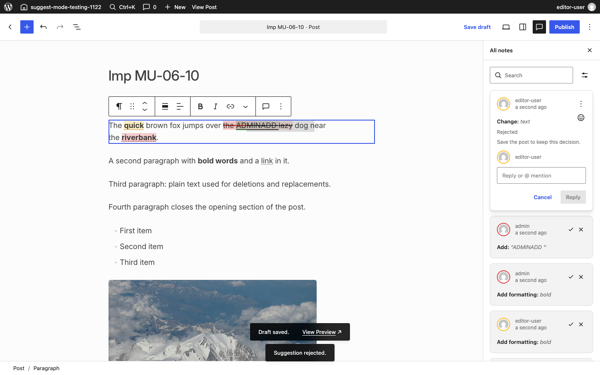 suggest-mode-testing-1122
Ctrl+K
0
New
View Post
editor-user
Imp MU-06-10 · Post
Save draft
Publish
Imp MU-06-10
The quick brown fox jumps over the ADMINADD lazy dog near
the riverbank.
A second paragraph with bold words and a link in it.
Third paragraph: plain text used for deletions and replacements.
Fourth paragraph closes the opening section of the post.
First item
Second item
Third item
Draft saved.
View Preview ↗
Suggestion rejected.
All notes
Search
editor-user
a second ago
Change: text
Rejected
Save the post to keep this decision.
editor-user
Reply or @ mention
Cancel
Reply
admin
a second ago
Add: "ADMINADD "
admin
a second ago
Add formatting: bold
editor-user
a second ago
Add formatting: bold
Post / Paragraph